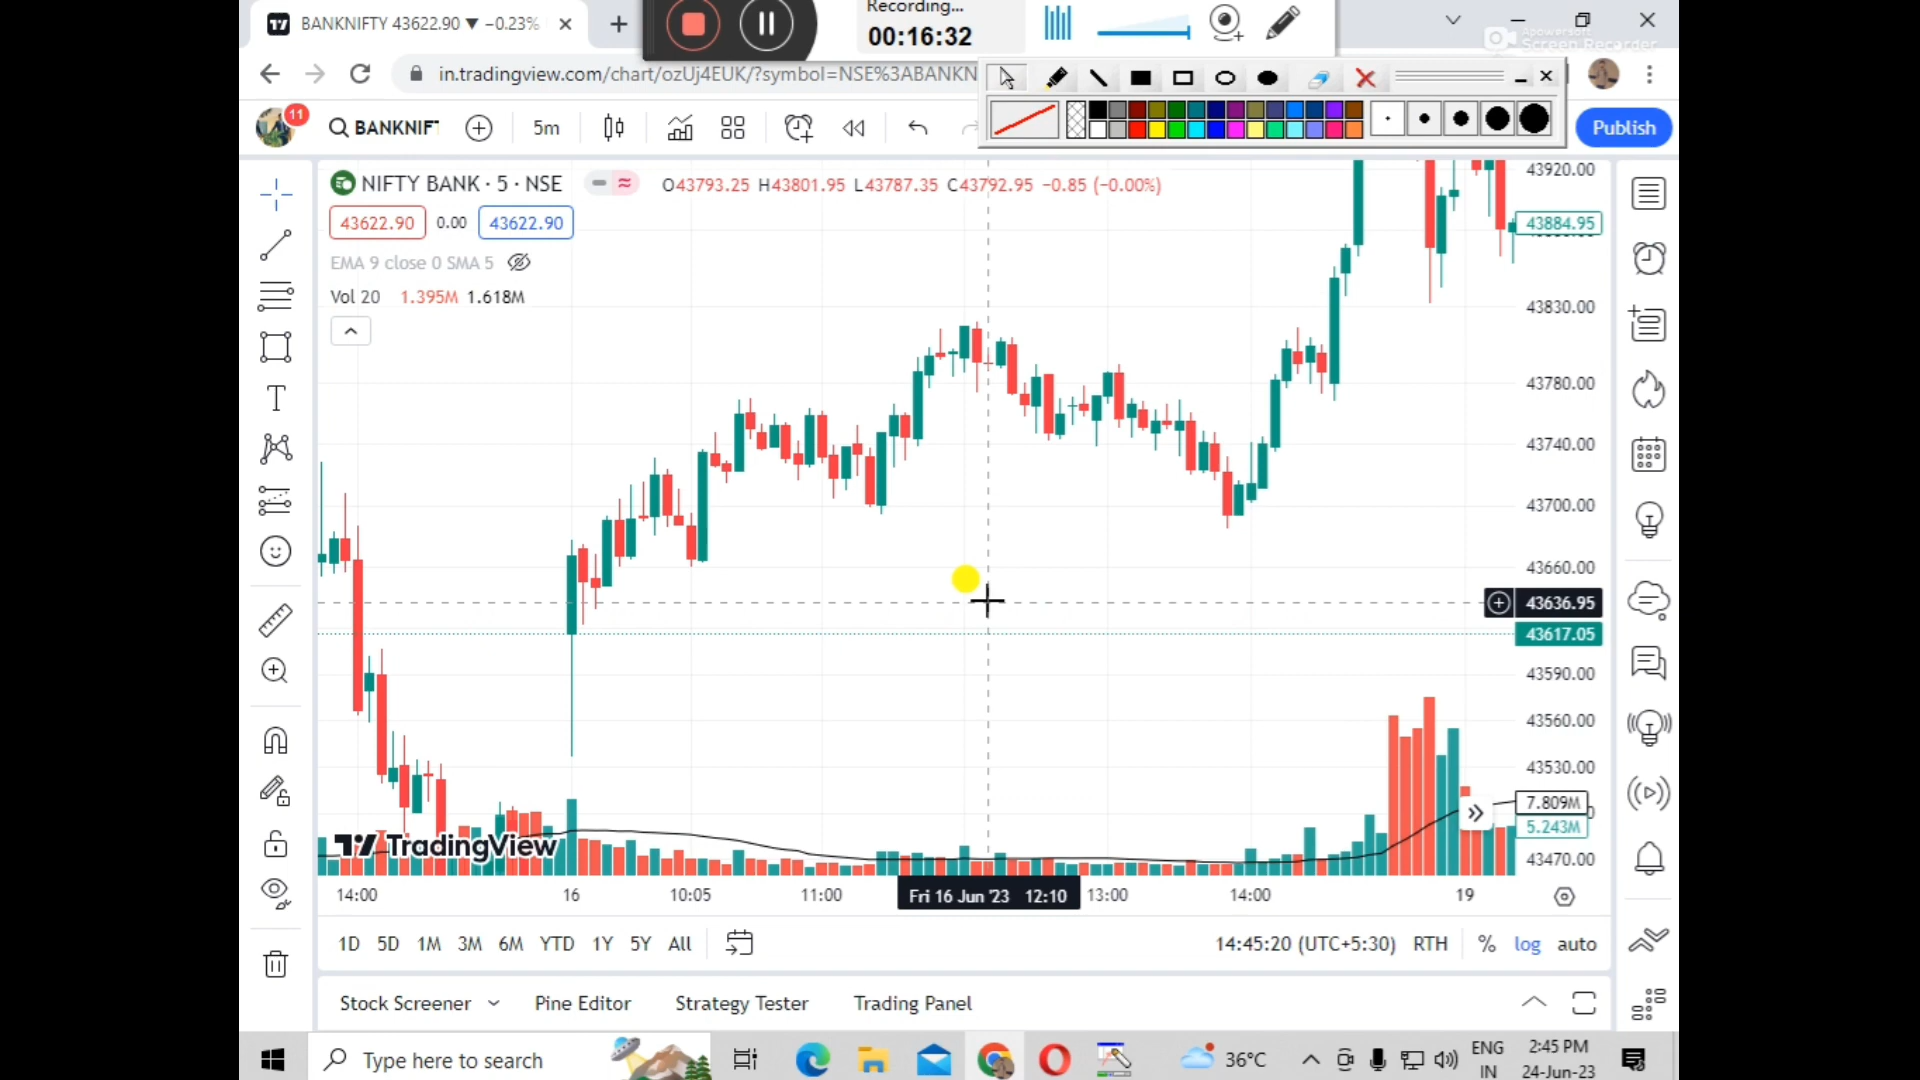 BANKNIFTY 43622.90 ▼ −0.23%
Recording...
00:16:32
Apowersoft
Screen Recorder
in.tradingview.com/chart/ozUj4EUK/?symbol=NSE%3ABANKN
11
BANKNIF
5m
Publish
NIFTY BANK · 5 · NSE
O43793.25 H43801.95 L43787.35 C43792.95 −0.85 (−0.00%)
43622.90 0.00 43622.90
EMA 9 close 0 SMA 5
Vol 20 1.395M 1.618M
43920.00
43884.95
43830.00
43780.00
43740.00
43700.00
43660.00
43636.95
43617.05
43590.00
43560.00
43530.00
7.809M
5.243M
43470.00
TradingView
14:00 16 10:05 11:00 Fri 16 Jun '23 12:10 13:00 14:00 19
1D 5D 1M 3M 6M YTD 1Y 5Y All
14:45:20 (UTC+5:30) RTH % log auto
Stock Screener Pine Editor Strategy Tester Trading Panel
Type here to search
36°C
ENG
IN
2:45 PM
24-Jun-23